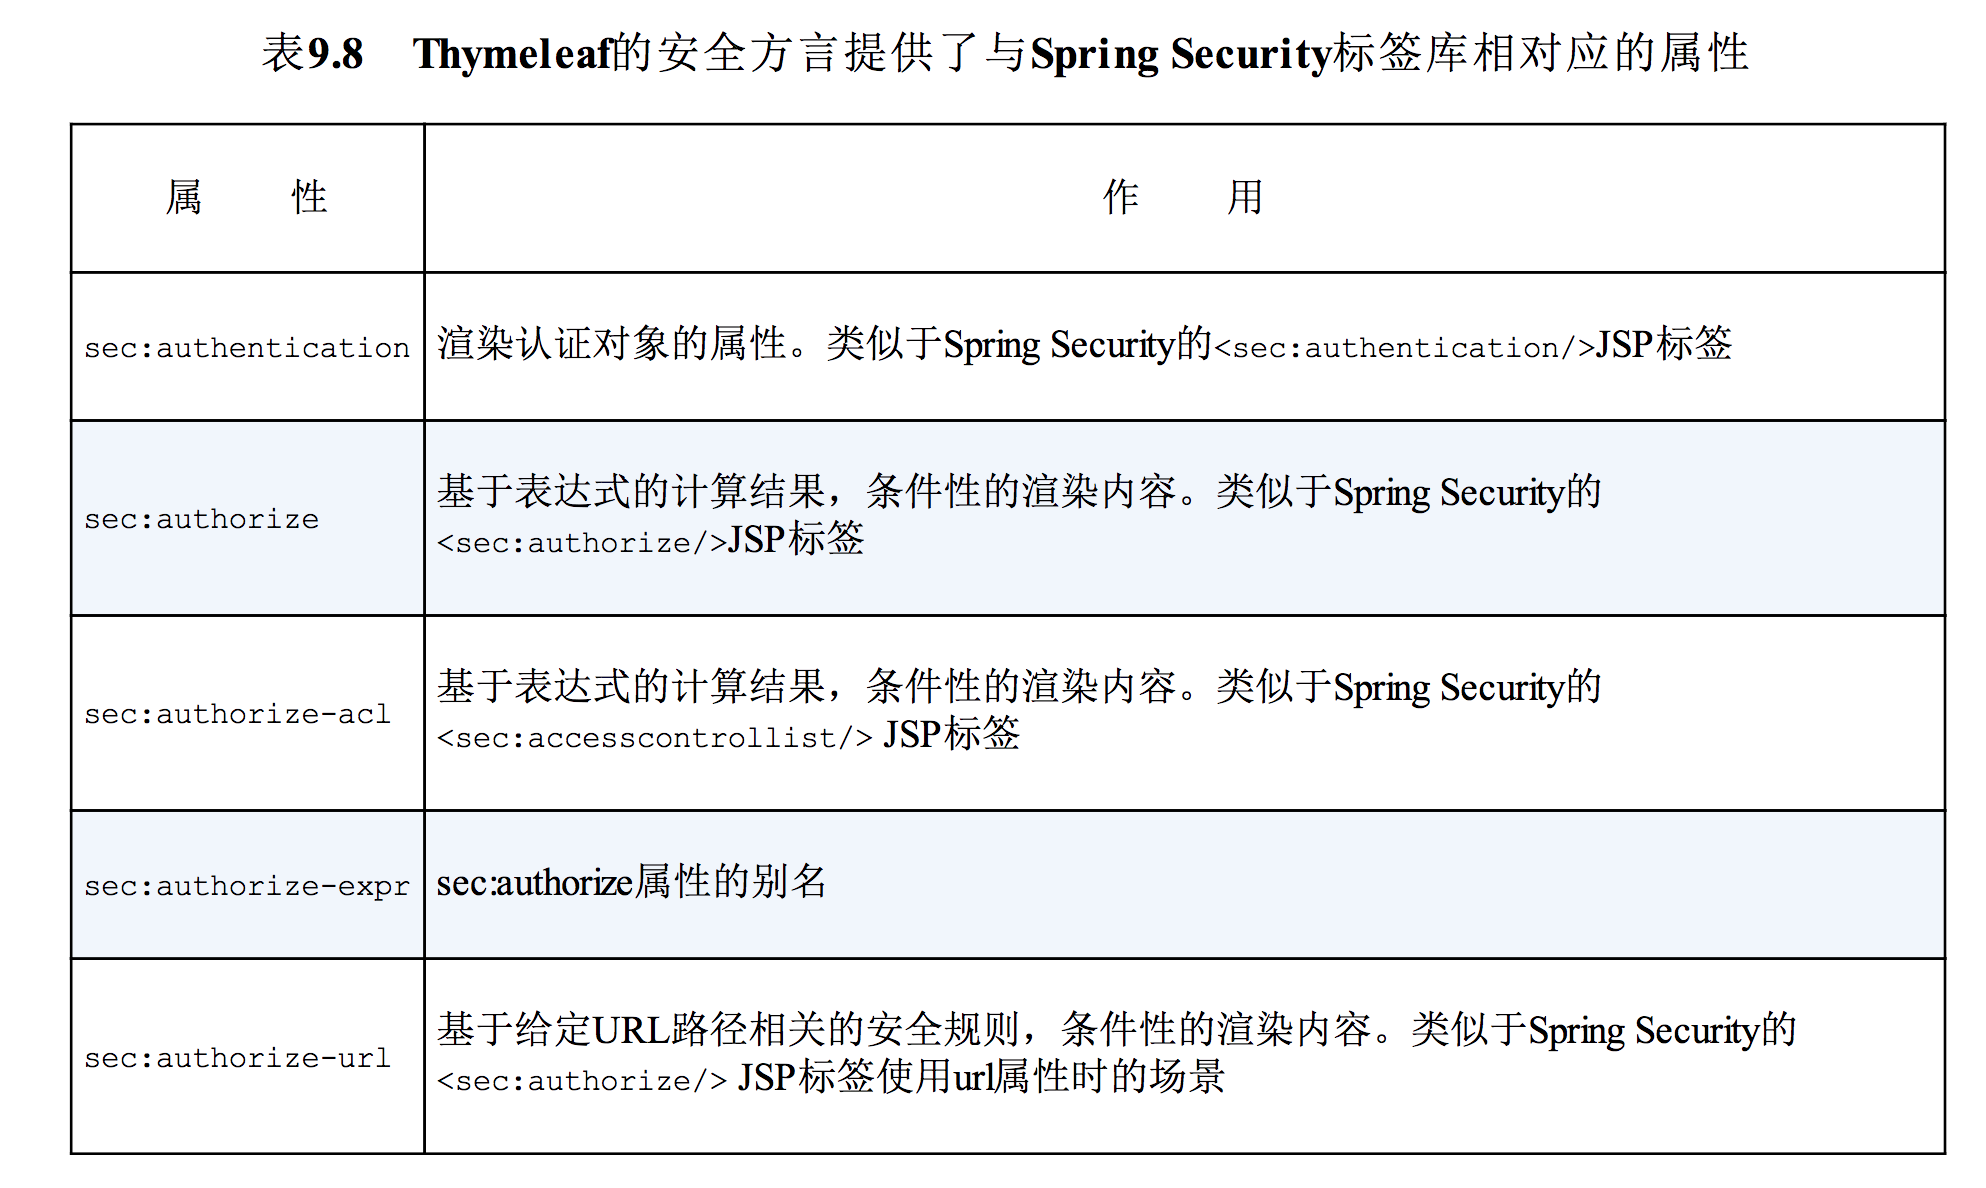 表9.8 Thymeleaf的安全方言提供了与Spring Security标签库相对应的属性
属 性
作 用
sec:authentication
渲染认证对象的属性。类似于Spring Security的<sec:authentication/>JSP标签
sec:authorize
基于表达式的计算结果，条件性的渲染内容。类似于Spring Security的
<sec:authorize/>JSP标签
sec:authorize-acl
基于表达式的计算结果，条件性的渲染内容。类似于Spring Security的
<sec:accesscontrollist/> JSP标签
sec:authorize-expr
sec:authorize属性的别名
sec:authorize-url
基于给定URL路径相关的安全规则，条件性的渲染内容。类似于Spring Security的
<sec:authorize/> JSP标签使用url属性时的场景